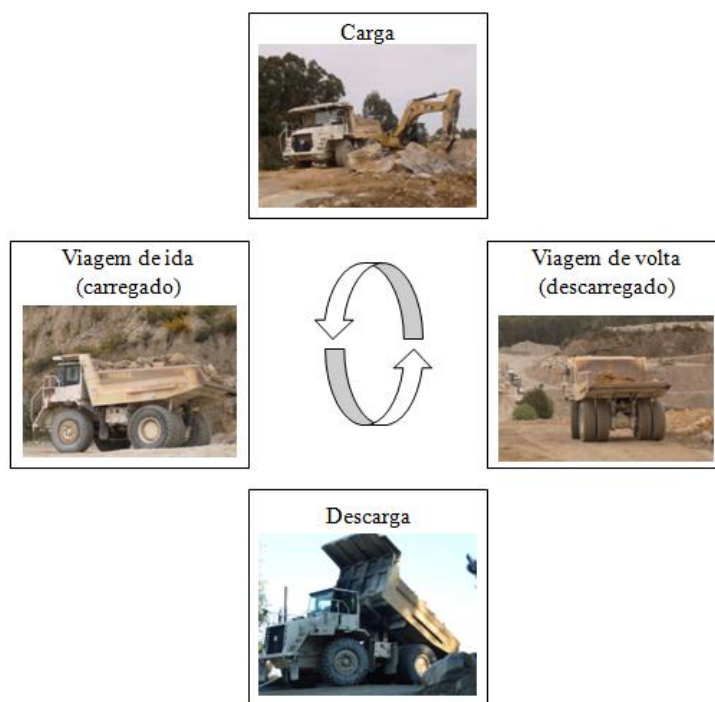 Carga
Viagem de ida
(carregado)
Viagem de volta
(descarregado)
Descarga